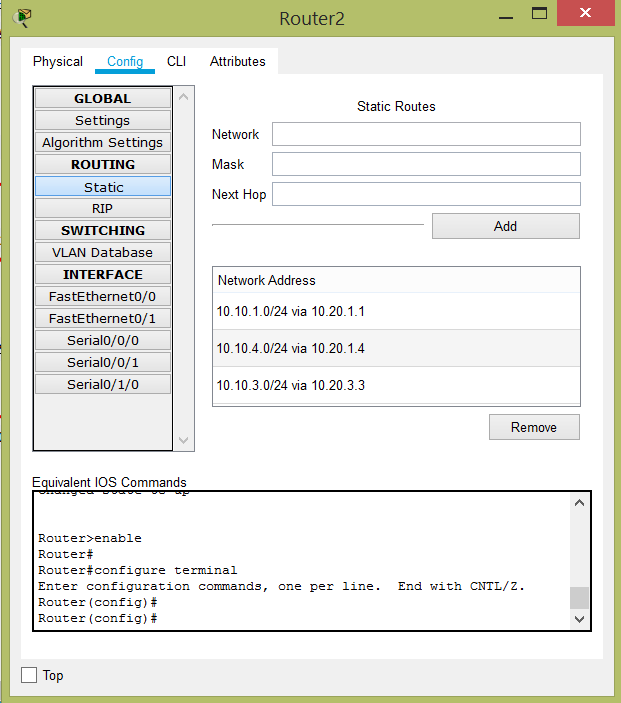 Router2
Physical Config CLI Attributes
GLOBAL
Settings
Algorithm Settings
ROUTING
Static
RIP
SWITCHING
VLAN Database
INTERFACE
FastEthernet0/0
FastEthernet0/1
Serial0/0/0
Serial0/0/1
Serial0/1/0
Static Routes
Network
Mask
Next Hop
Add
Network Address
10.10.1.0/24 via 10.20.1.1
10.10.4.0/24 via 10.20.1.4
10.10.3.0/24 via 10.20.3.3
Remove
Equivalent IOS Commands
changed state to up
Router>enable
Router#
Router#configure terminal
Enter configuration commands, one per line.  End with CNTL/Z.
Router(config)#
Router(config)#
Top